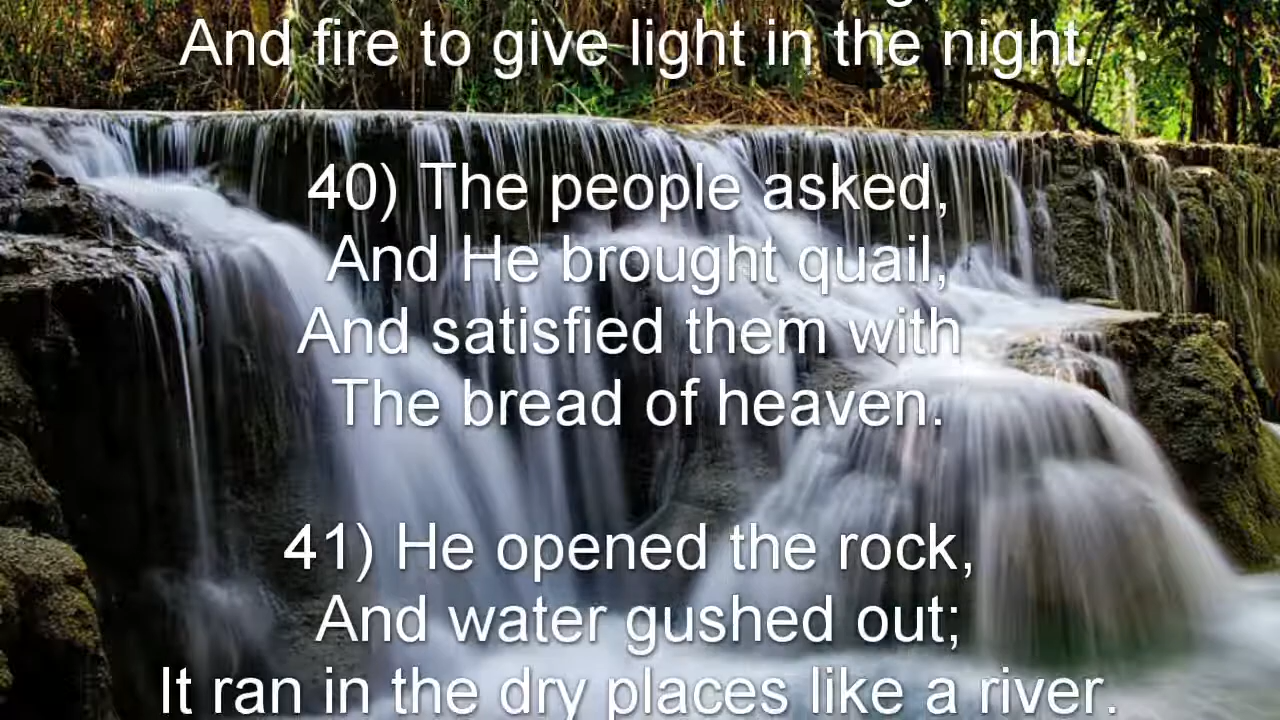 And fire to give light in the night.
40) The people asked,
And He brought quail,
And satisfied them with
The bread of heaven.
41) He opened the rock,
And water gushed out;
It ran in the dry places like a river.